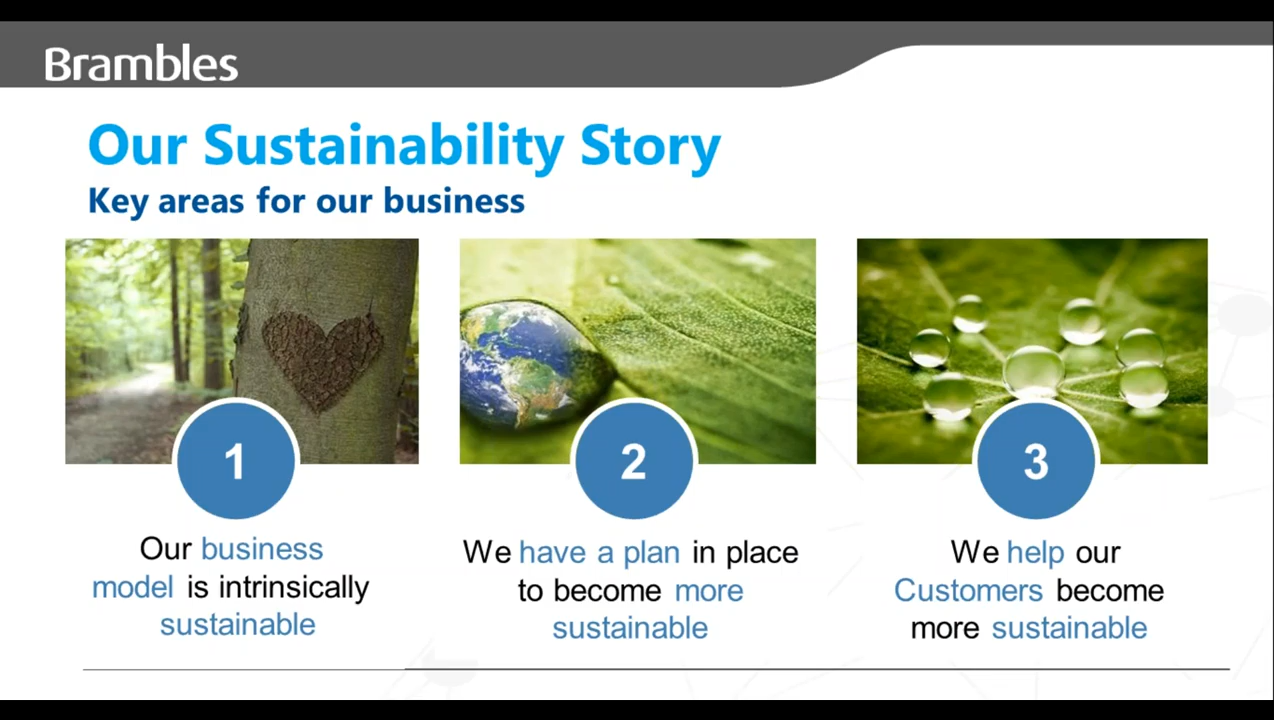 Brambles
Our Sustainability Story
Key areas for our business
1
Our business
model is intrinsically
sustainable
2
We have a plan in place
to become more
sustainable
3
We help our
Customers become
more sustainable